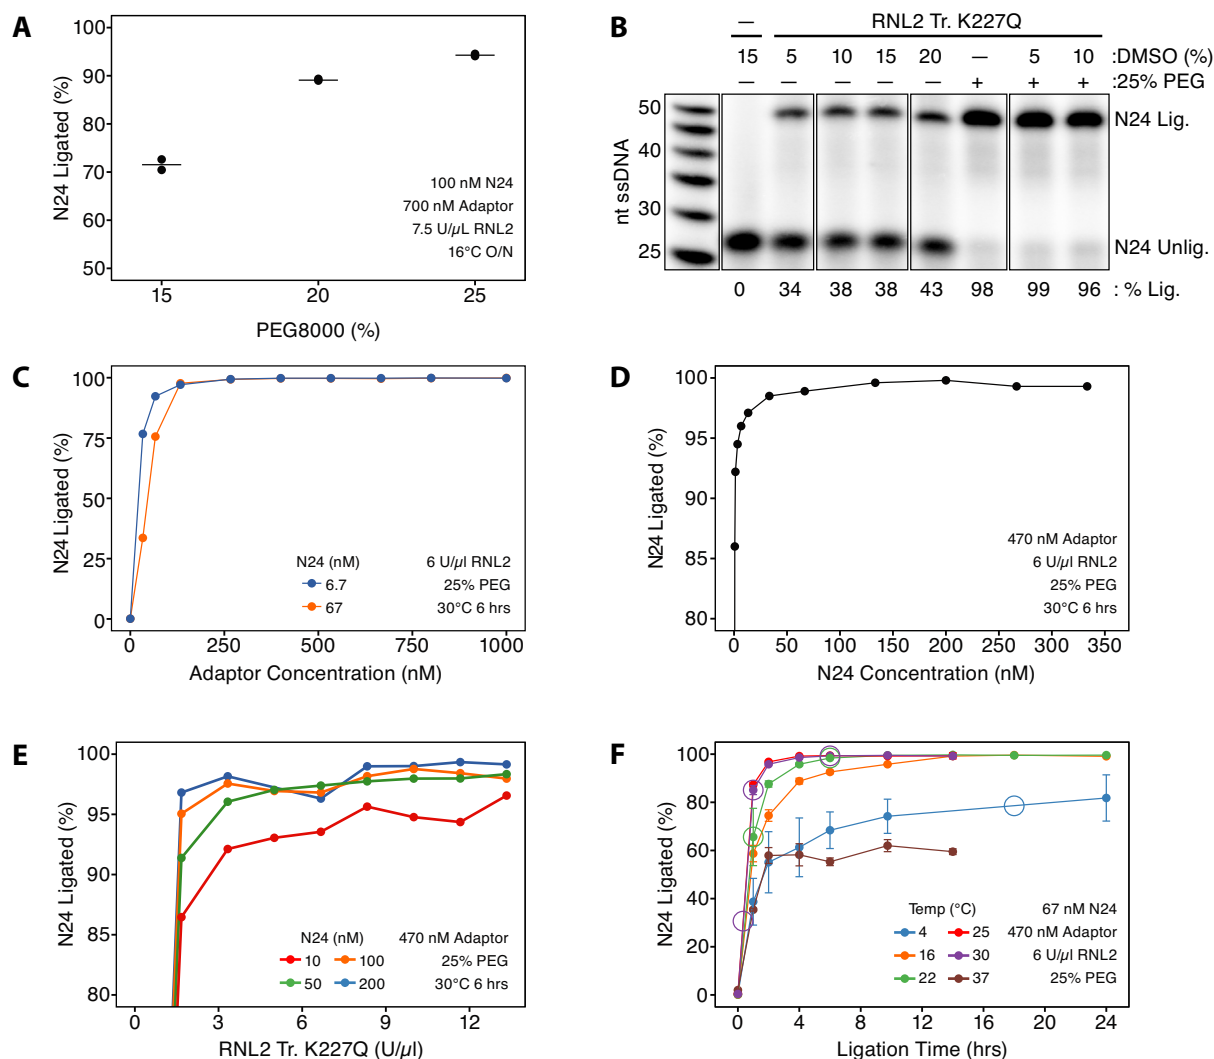 A
N24 Ligated (%)
100
90
80
70
60
50
100 nM N24
700 nM Adaptor
7.5 U/µL RNL2
16°C O/N
15 20 25
PEG8000 (%)
B
— RNL2 Tr. K227Q
15 5 10 15 20 — 5 10 :DMSO (%)
— — — — — + + + :25% PEG
nt ssDNA
50
40
30
25
N24 Lig.
N24 Unlig.
0 34 38 38 43 98 99 96 : % Lig.
C
N24 Ligated (%)
100
75
50
25
0
N24 (nM)
6.7
67
6 U/µl RNL2
25% PEG
30°C 6 hrs
0 250 500 750 1000
Adaptor Concentration (nM)
D
N24 Ligated (%)
100
95
90
85
80
470 nM Adaptor
6 U/µl RNL2
25% PEG
30°C 6 hrs
0 50 100 150 200 250 300 350
N24 Concentration (nM)
E
N24 Ligated (%)
100
95
90
85
80
N24 (nM)
10 100
50 200
470 nM Adaptor
25% PEG
30°C 6 hrs
0 3 6 9 12
RNL2 Tr. K227Q (U/µl)
F
N24 Ligated (%)
100
80
60
40
20
0
Temp (°C)
4 25
16 30
22 37
67 nM N24
470 nM Adaptor
6 U/µl RNL2
25% PEG
0 4 8 12 16 20 24
Ligation Time (hrs)